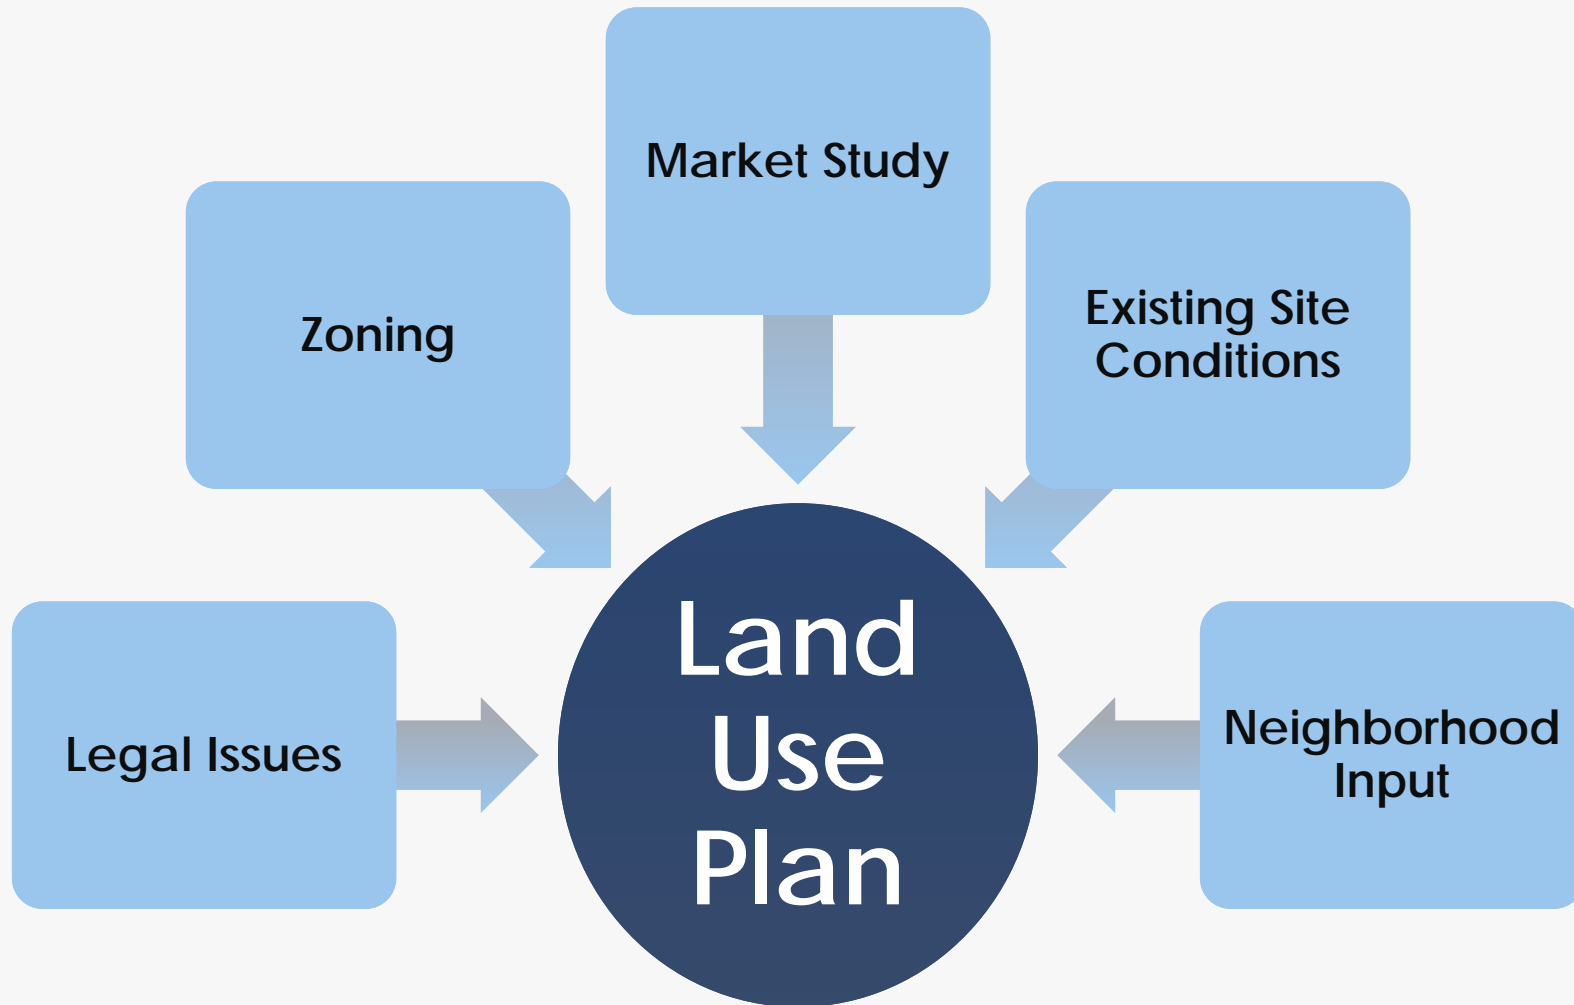 Market Study
Zoning
Existing Site
Conditions
Legal Issues
Land
Use
Plan
Neighborhood
Input